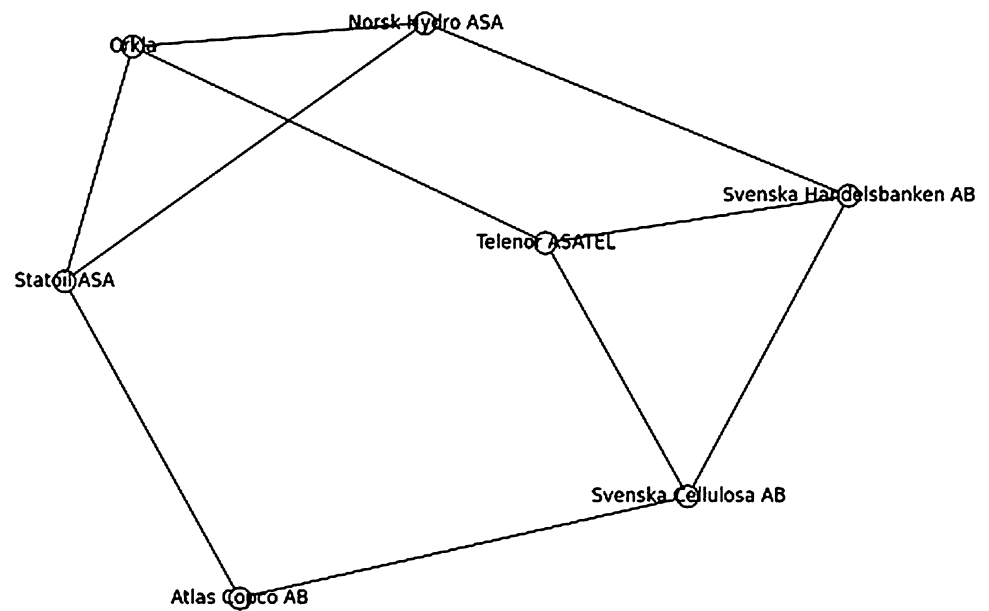 Norsk Hydro ASA
Orkla
Svenska Handelsbanken AB
Telenor ASATEL
Statoil ASA
Svenska Cellulosa AB
Atlas Copco AB